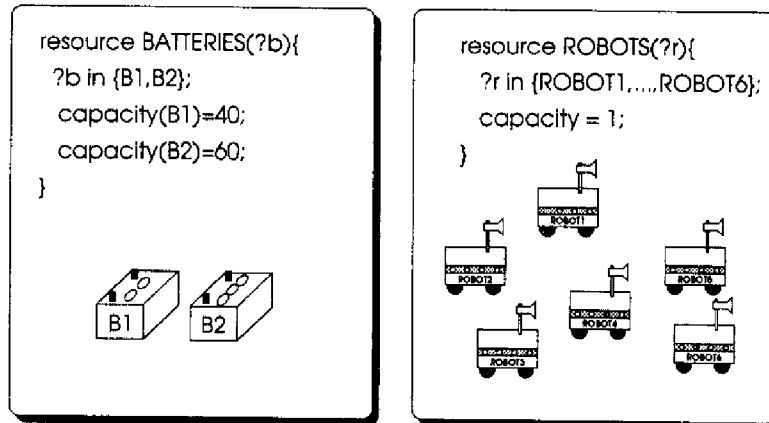 resource BATTERIES(?b){
?b in {B1,B2};
capacity(B1)=40;
capacity(B2)=60;
}
B1
B2
resource ROBOTS(?r){
?r in {ROBOT1,...,ROBOT6};
capacity = 1;
}
ROBOT1
ROBOT2
ROBOT5
ROBOT4
ROBOT3
ROBOT6